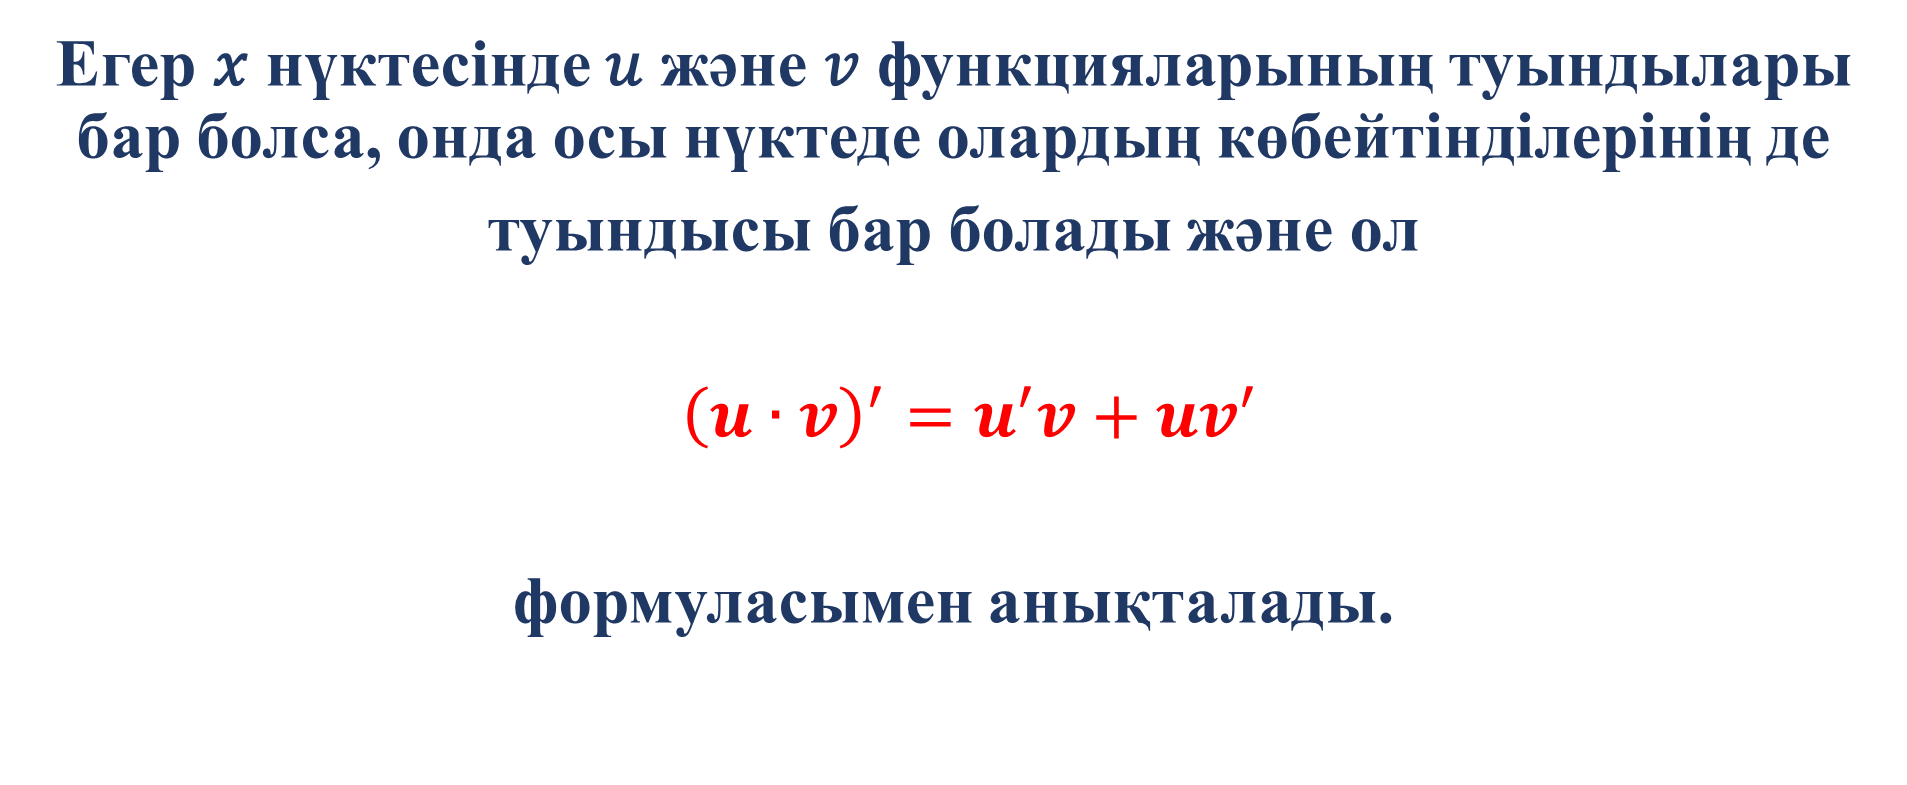 Егер 𝒙 нүктесінде 𝒖 және 𝒗 функцияларының туындылары
бар болса, онда осы нүктеде олардың көбейтінділерінің де
туындысы бар болады және ол
(𝒖 ∙ 𝒗)′ = 𝒖′𝒗 + 𝒖𝒗′
формуласымен анықталады.